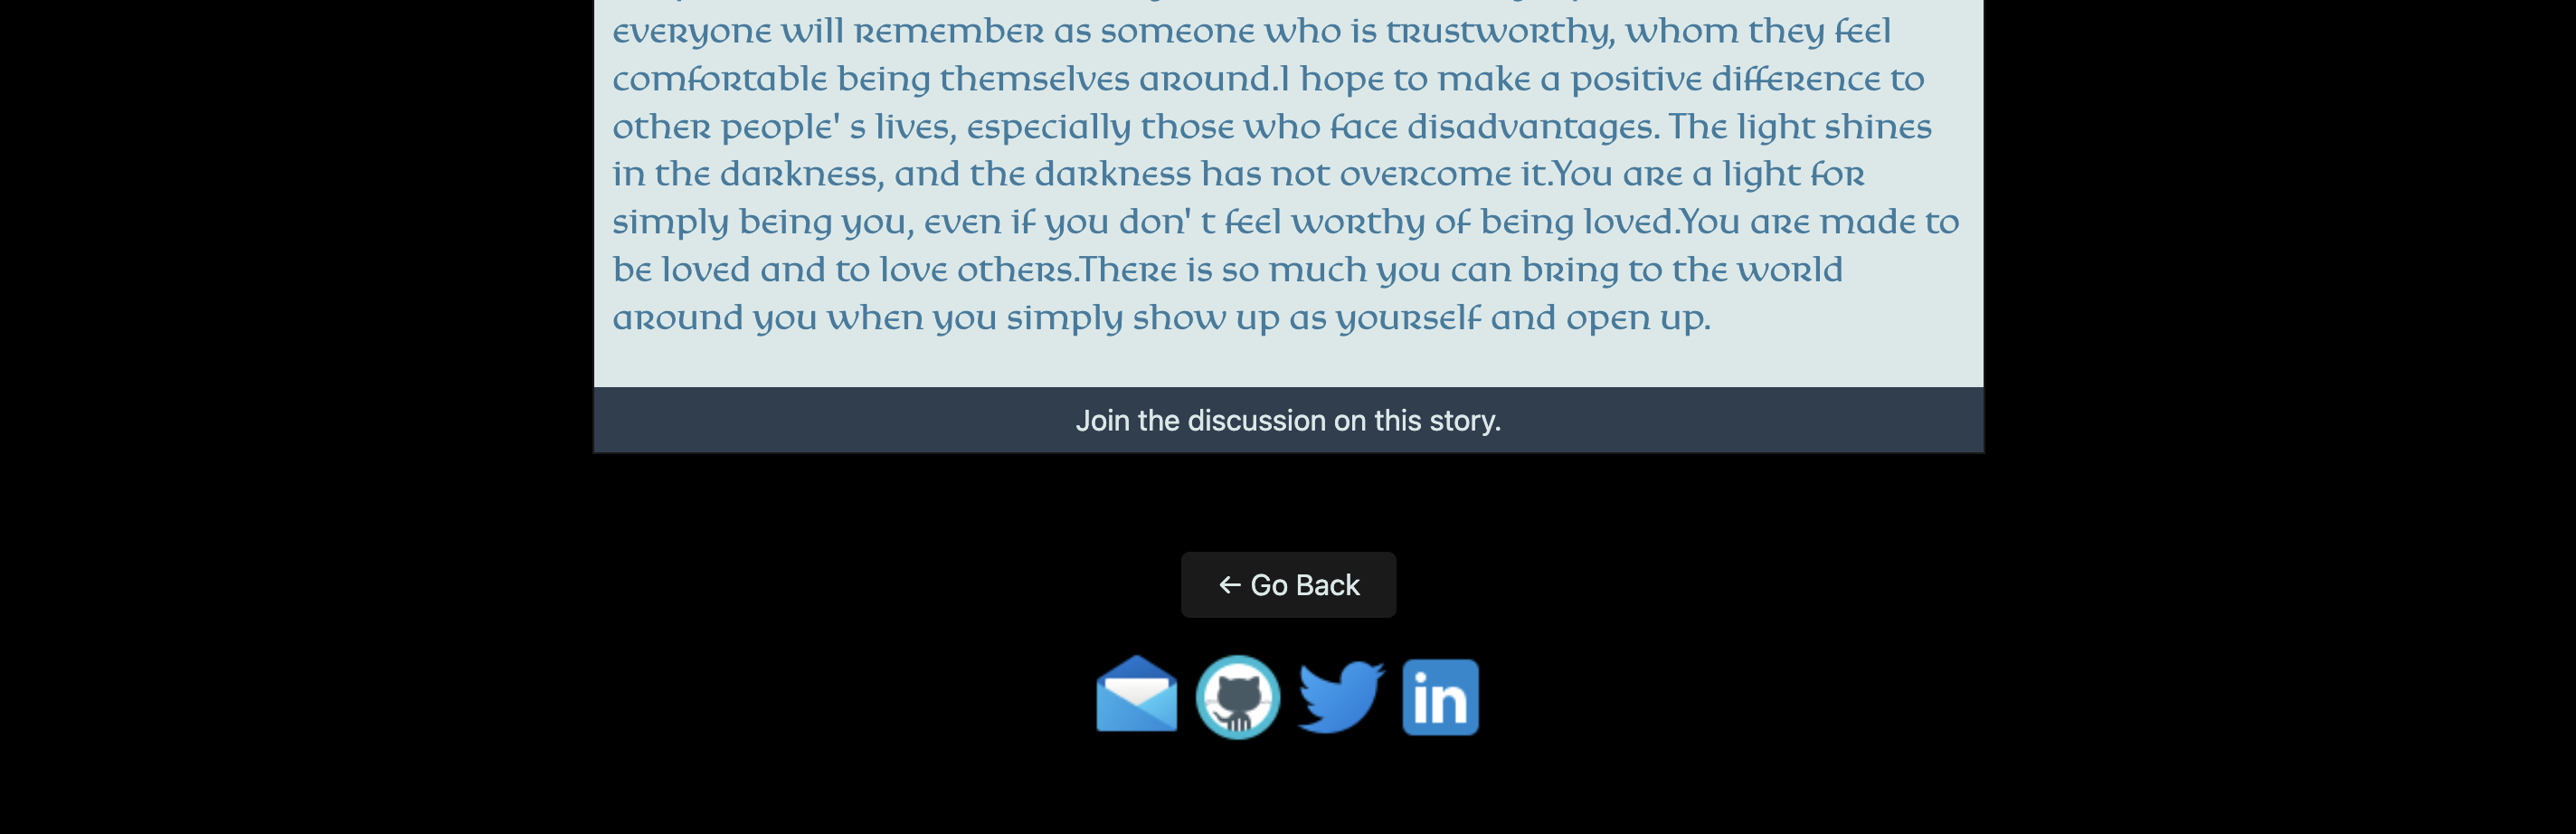 everyone will remember as someone who is trustworthy, whom they feel
comfortable being themselves around.I hope to make a positive difference to
other people' s lives, especially those who face disadvantages. The light shines
in the darkness, and the darkness has not overcome it.You are a light for
simply being you, even if you don' t feel worthy of being loved.You are made to
be loved and to love others.There is so much you can bring to the world
around you when you simply show up as yourself and open up.
Join the discussion on this story.
← Go Back
in